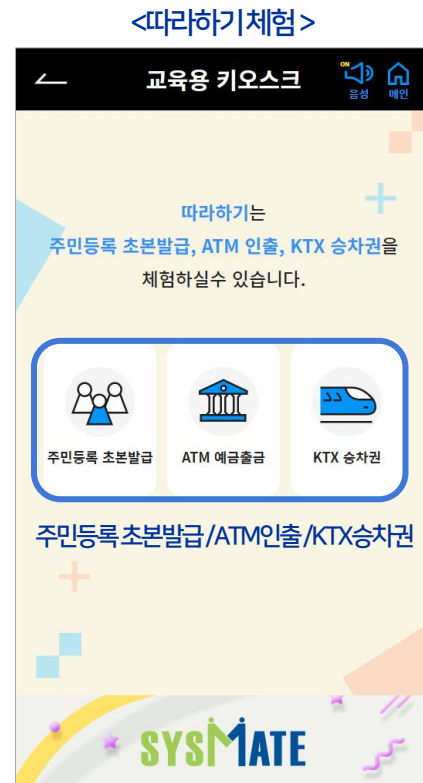 <따라하기 체험 >
교육용 키오스크
ON
음성
메인
따라하기는
주민등록 초본발급, ATM 인출, KTX 승차권을
체험하실수 있습니다.
주민등록 초본발급
ATM 예금출금
KTX 승차권
주민등록 초본발급/ATM인출/KTX승차권
SYSMATE